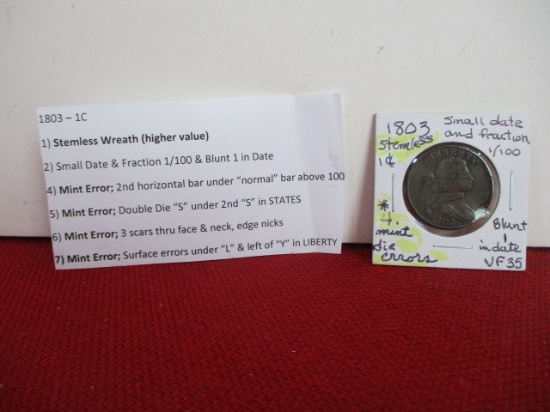 1803 – 1C
1) Stemless Wreath (higher value)
2) Small Date & Fraction 1/100 & Blunt 1 in Date
4) Mint Error; 2nd horizontal bar under "normal" bar above 100
5) Mint Error; Double Die "S" under 2nd "S" in STATES
6) Mint Error; 3 scars thru face & neck, edge nicks
7) Mint Error; Surface errors under "L" & left of "Y" in LIBERTY
1803
Stemless
1¢
small date
and fraction
1/100
* 4.
mint
die
errors
Blunt
1
in date
VF35